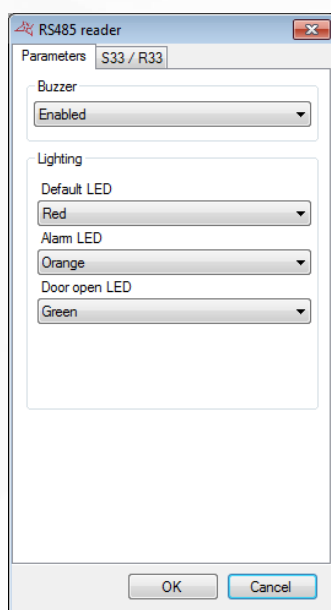 RS485 reader
Parameters S33 / R33
Buzzer
Enabled
Lighting
Default LED
Red
Alarm LED
Orange
Door open LED
Green
OK Cancel